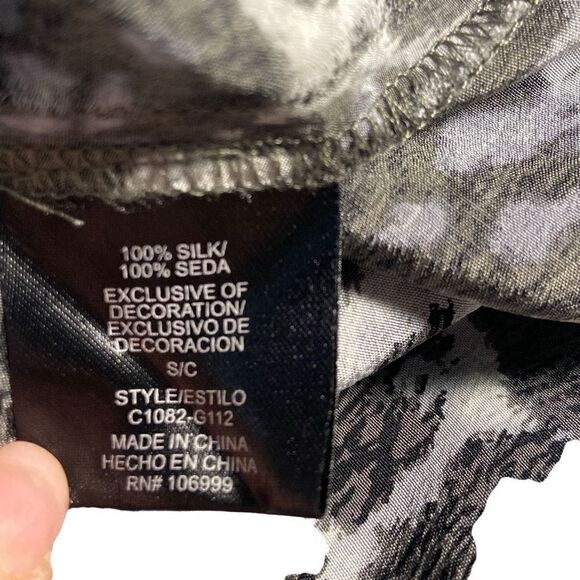 100% SILK/
100% SEDA
EXCLUSIVE OF
DECORATION/
EXCLUSIVO DE
DECORACION
S/C
STYLE/ESTILO
C1082-G112
MADE IN CHINA
HECHO EN CHINA
RN# 106999